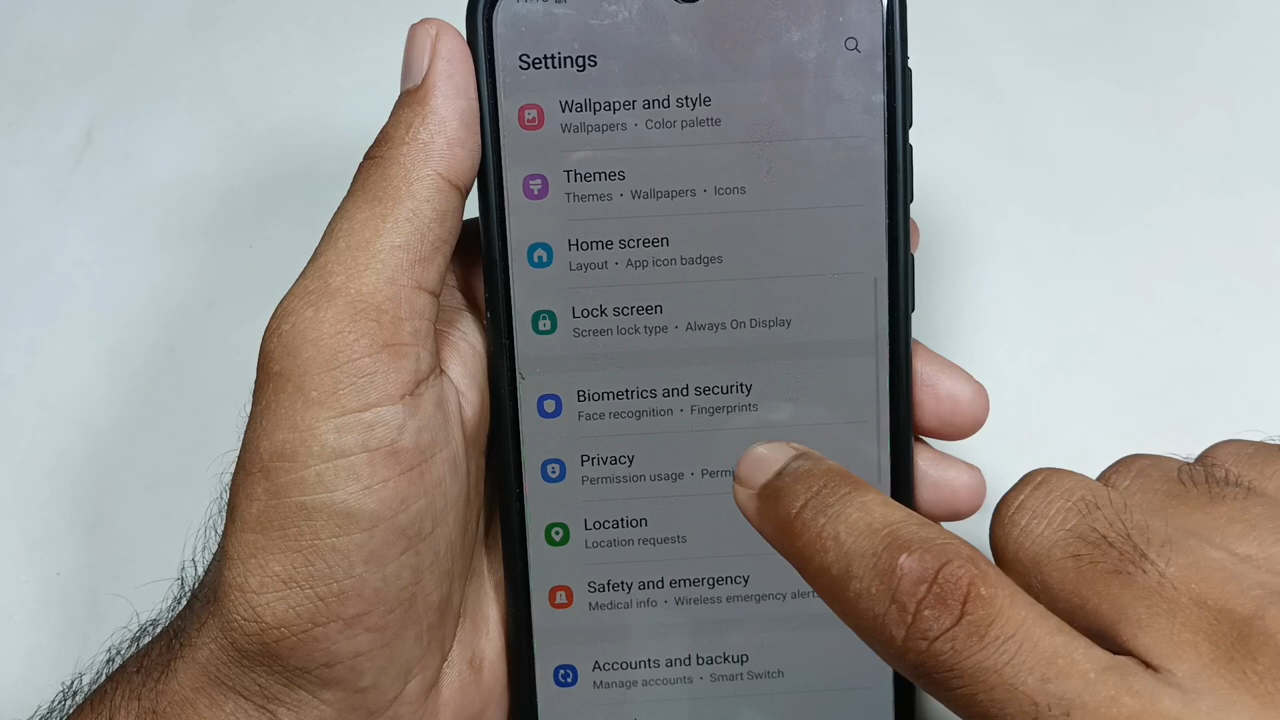 Settings
Wallpaper and style
Wallpapers • Color palette
Themes
Themes • Wallpapers • Icons
Home screen
Layout • App icon badges
Lock screen
Screen lock type • Always On Display
Biometrics and security
Face recognition • Fingerprints
Privacy
Permission usage •
Location
Location requests
Safety and emergency
Medical info • Wireless emergency alert
Accounts and backup
Manage accounts • Smart Switch